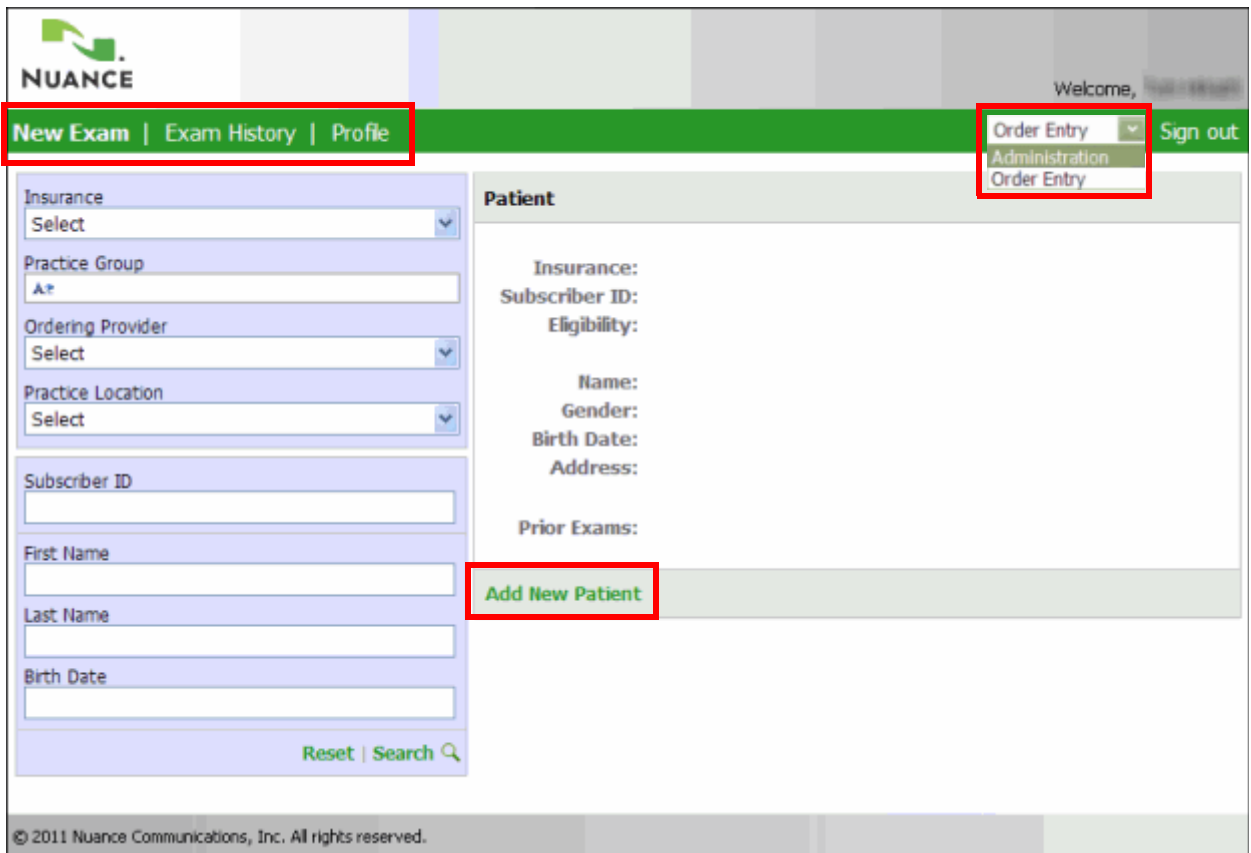 NUANCE
Welcome,
New Exam | Exam History | Profile
Order Entry
Sign out
Administration
Order Entry
Insurance
Select
Practice Group
Ordering Provider
Select
Practice Location
Select
Subscriber ID
First Name
Last Name
Birth Date
Reset | Search
Patient
Insurance:
Subscriber ID:
Eligibility:
Name:
Gender:
Birth Date:
Address:
Prior Exams:
Add New Patient
© 2011 Nuance Communications, Inc. All rights reserved.